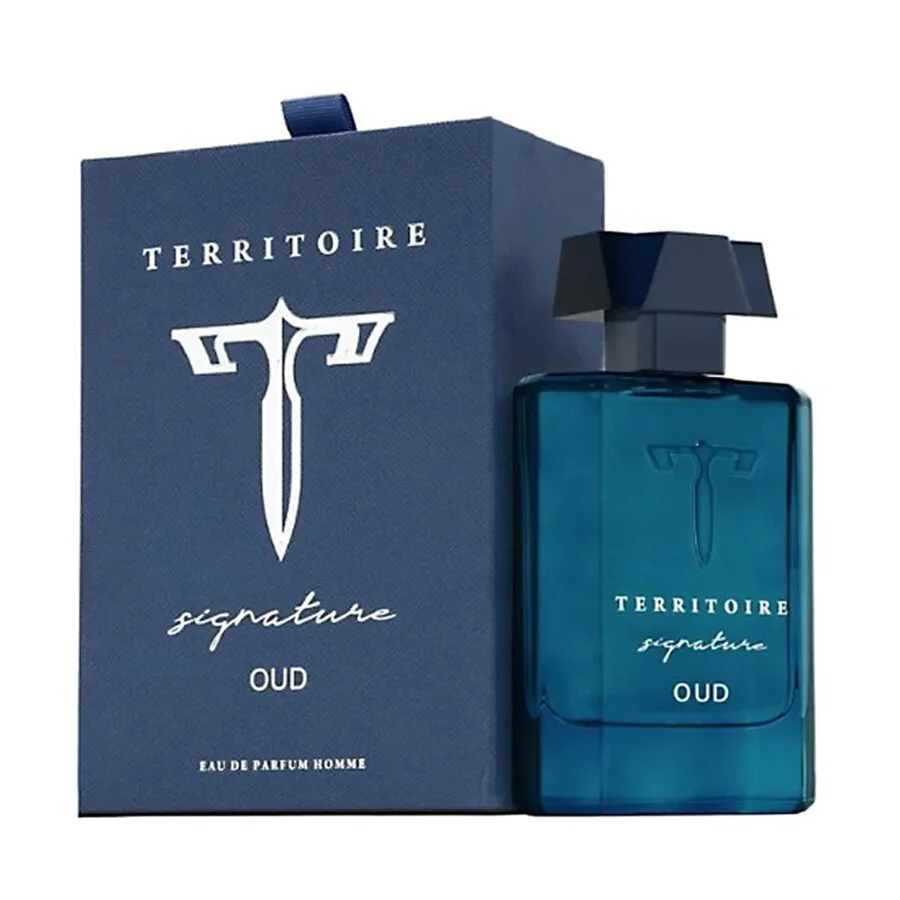 TERRITOIRE
signature
OUD
EAU DE PARFUM HOMME
TERRITOIRE
signature
OUD